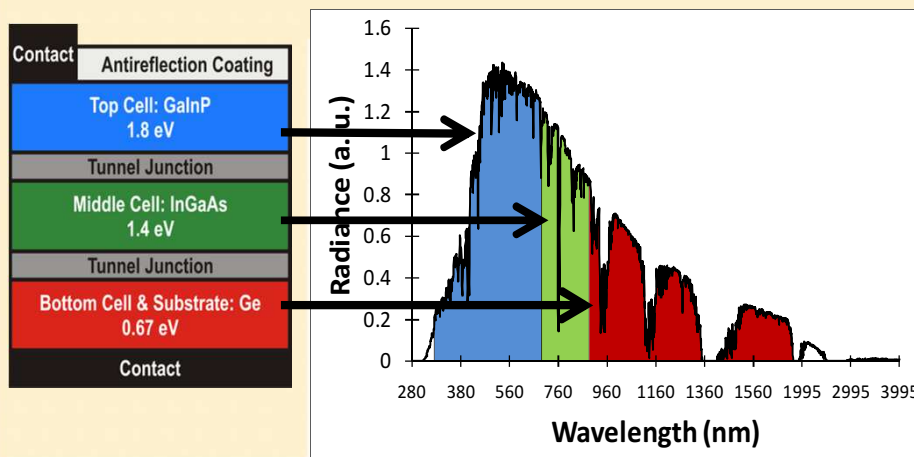 Contact
Antireflection Coating
Top Cell: GaInP
1.8 eV
Tunnel Junction
Middle Cell: InGaAs
1.4 eV
Tunnel Junction
Bottom Cell & Substrate: Ge
0.67 eV
Contact
Radiance (a. u.)
1.6
1.4
1.2
1
0.8
0.6
0.4
0.2
0
280 380 560 760 960 1160 1360 1560 1995 2995 3995
Wavelength (nm)